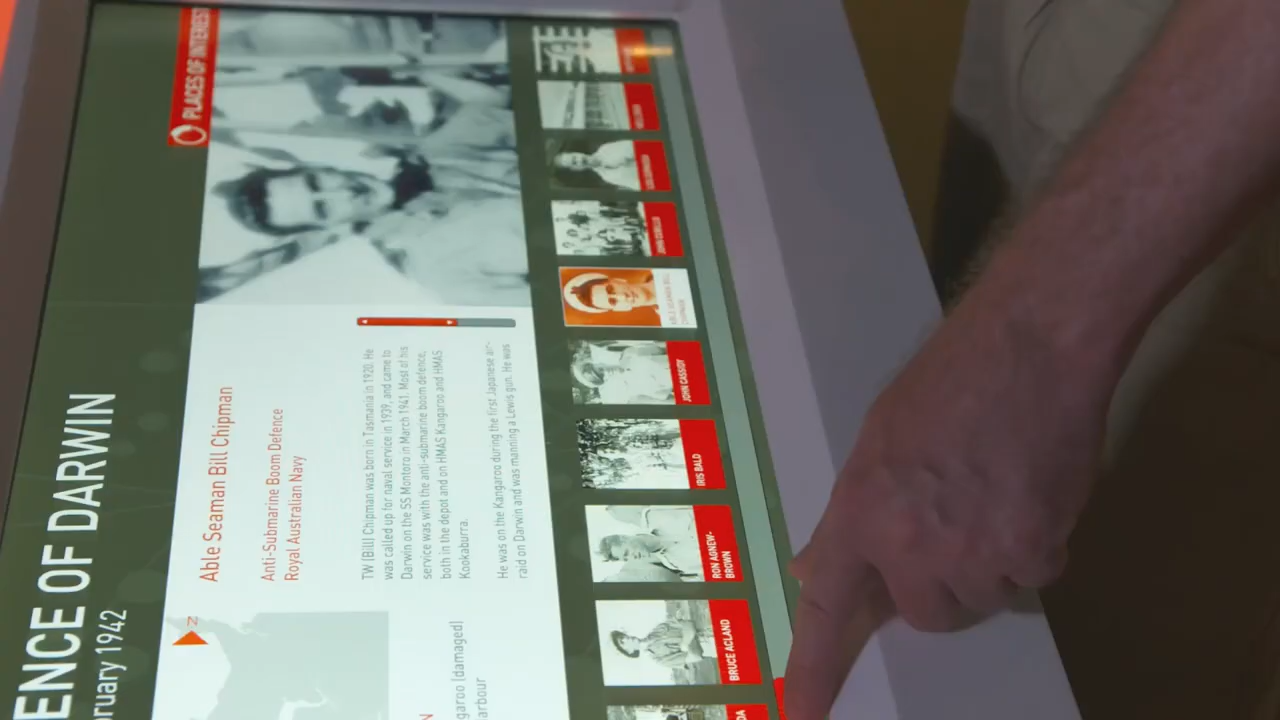 ENCE OF DARWIN
ruary 1942
PLACES OF INTEREST
Able Seaman Bill Chipman
Anti-Submarine Boom Defence
Royal Australian Navy
TW (Bill) Chipman was born in Tasmania in 1920. He
was called up for naval service in 1939, and came to
Darwin on the SS Montoro in March 1941. Most of his
service was with the anti-submarine boom defence,
both in the depot and on HMAS Kangaroo and HMAS
Kookaburra.
He was on the Kangaroo during the first Japanese air-
raid on Darwin and was manning a Lewis gun. He was
N
N
garoo (damaged)
arbour
DA
BRUCE ACLAND
RON AGNEW-
BROWN
IRIS BALD
JOHN CASSIDY
ABLE SEAMAN BILL
CHIPMAN